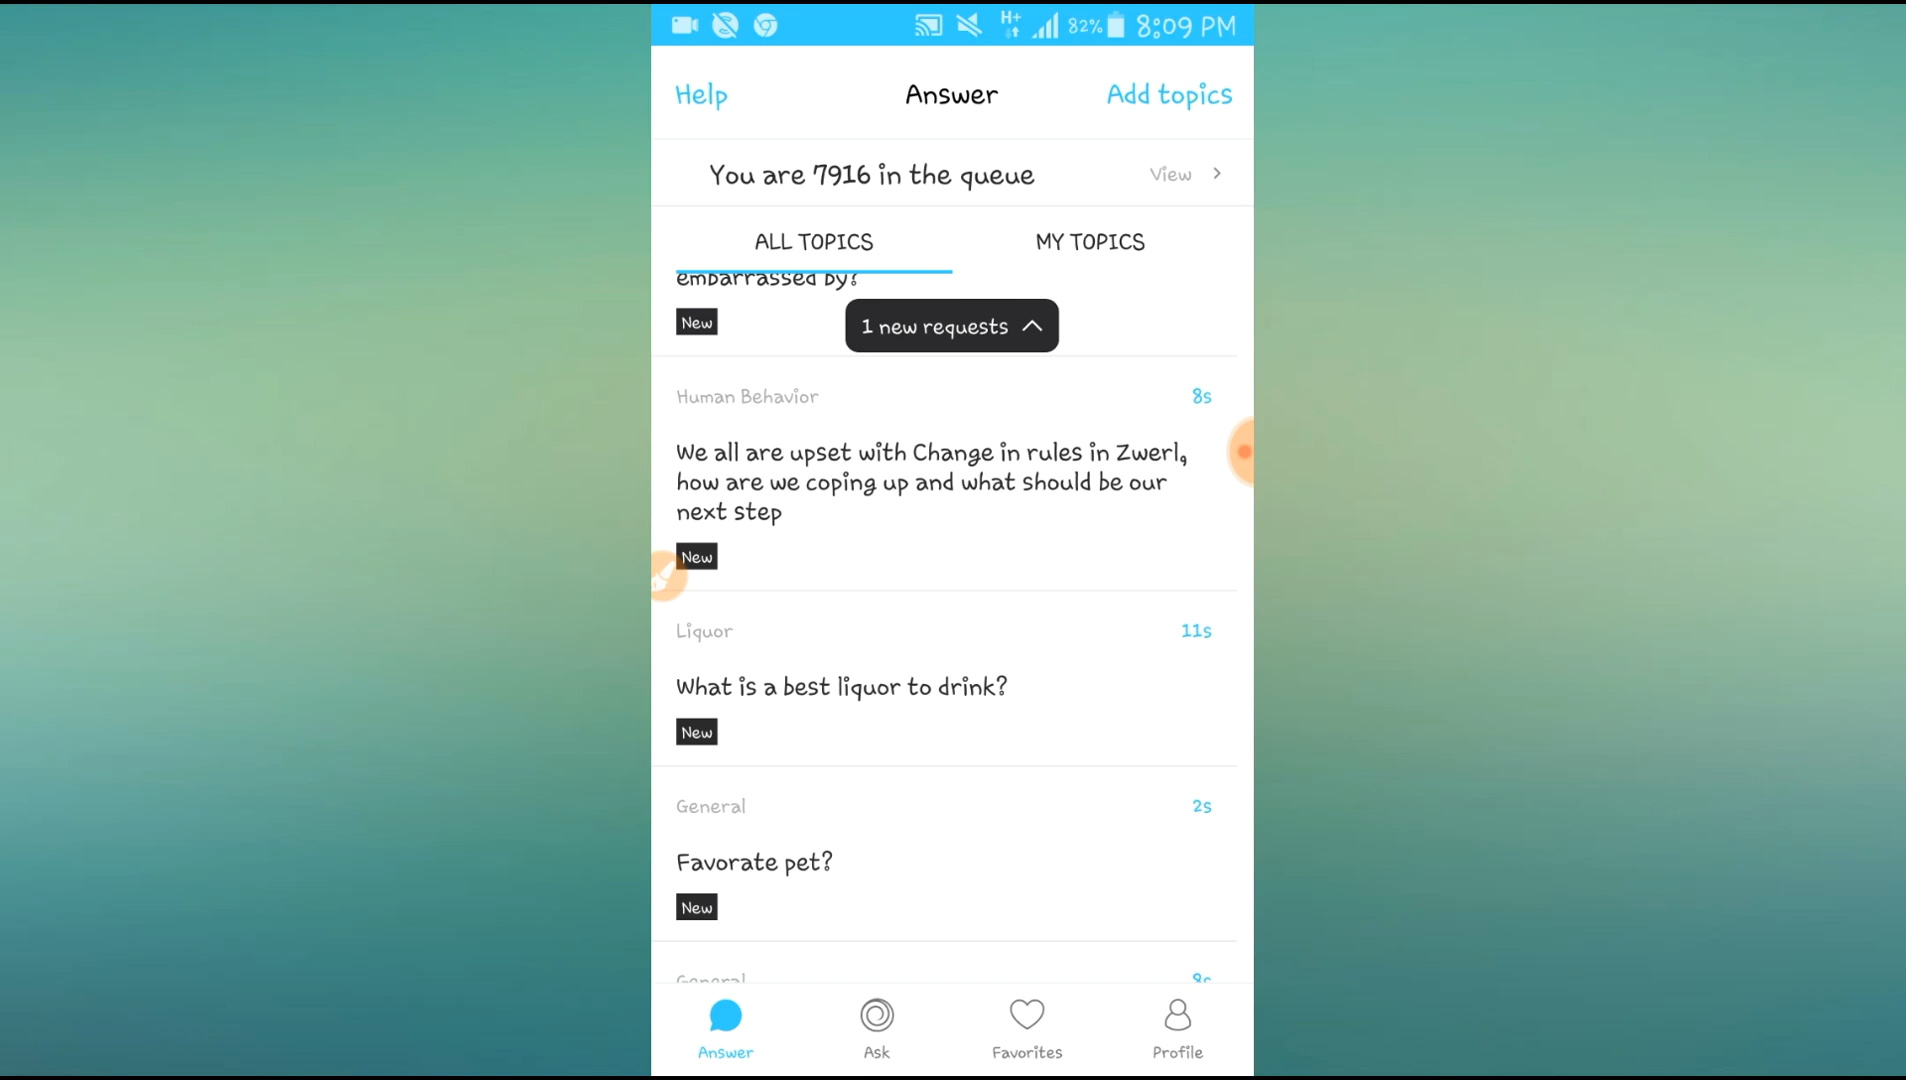 H+ 82% 8:09 PM
Help Answer Add topics
You are 7916 in the queue View
ALL TOPICS MY TOPICS
embarrassed by?
New
1 new requests
Human Behavior 8s
We all are upset with Change in rules in Zwerl,
how are we coping up and what should be our
next step
New
Liquor 11s
What is a best liquor to drink?
New
General 2s
Favorate pet?
New
General 8s
Answer Ask Favorites Profile